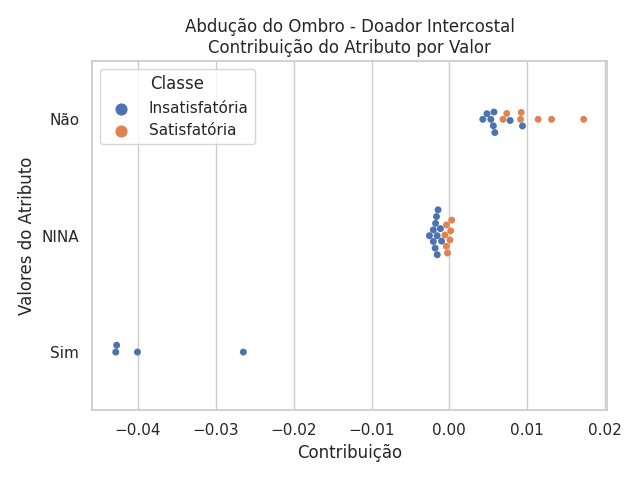 Abdução do Ombro - Doador Intercostal
Contribuição do Atributo por Valor
Classe
Insatisfatória
Satisfatória
Valores do Atributo
Não
NINA
Sim
−0.04 −0.03 −0.02 −0.01 0.00 0.01 0.02
Contribuição